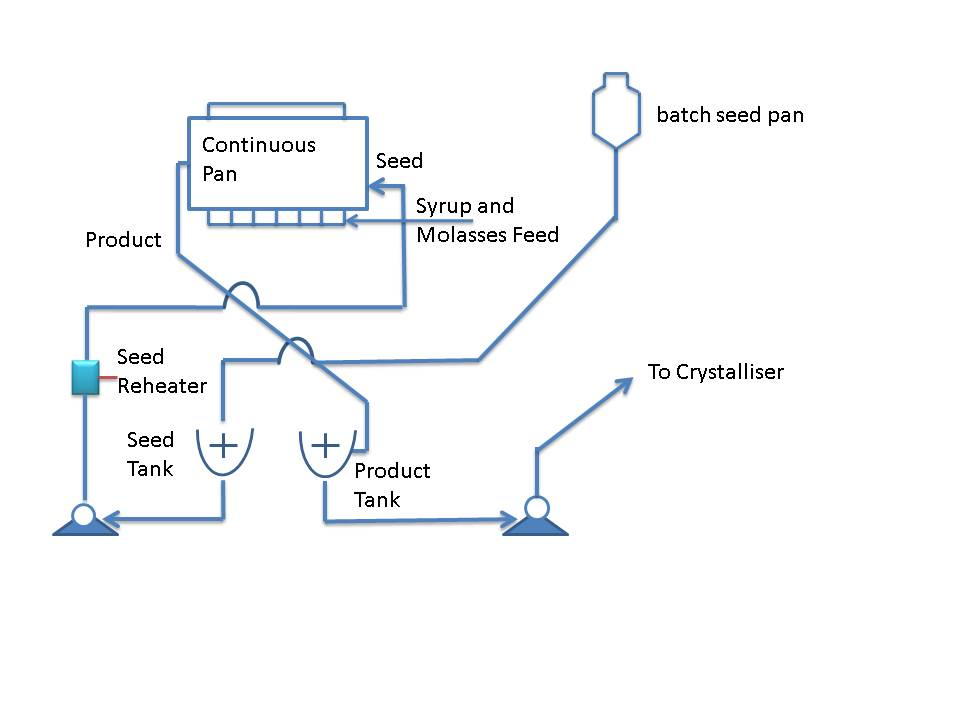 batch seed pan
Continuous
Pan
Seed
Syrup and
Molasses Feed
Product
Seed
Reheater
To Crystalliser
Seed
Tank
Product
Tank